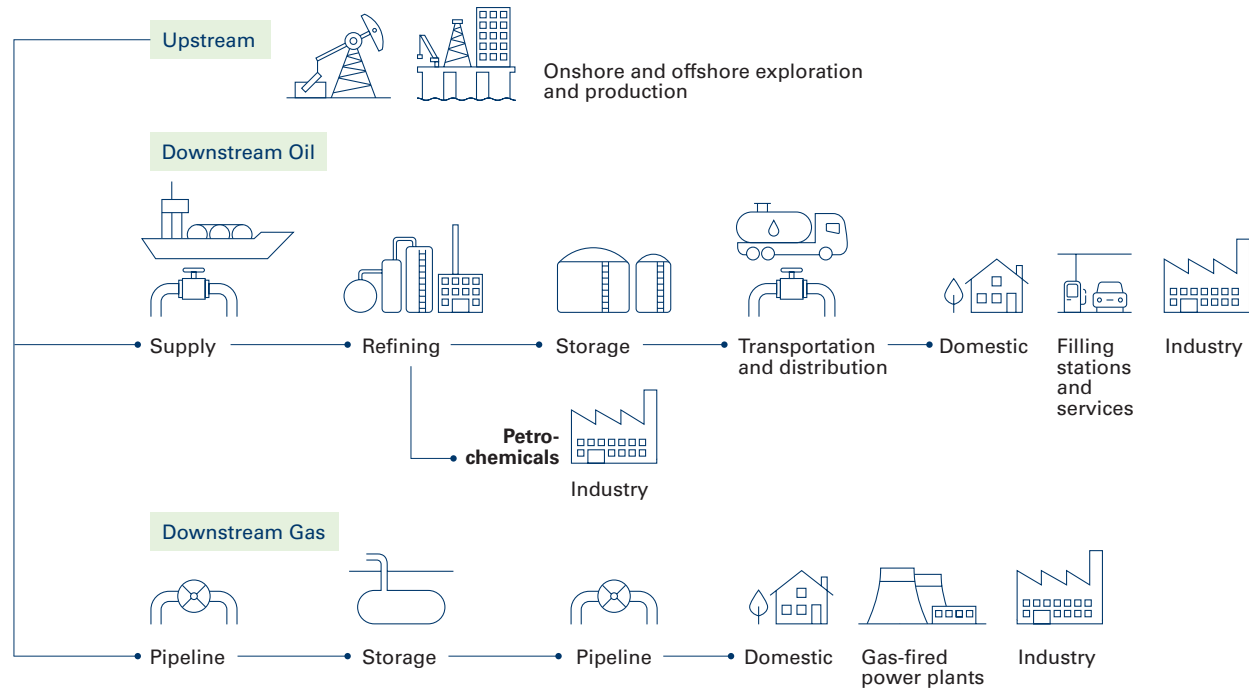 Upstream
Onshore and offshore exploration
and production
Downstream Oil
Supply
Refining
Storage
Transportation
and distribution
Domestic
Filling
stations
and
services
Industry
Petro-
chemicals
Industry
Downstream Gas
Pipeline
Storage
Pipeline
Domestic
Gas-fired
power plants
Industry